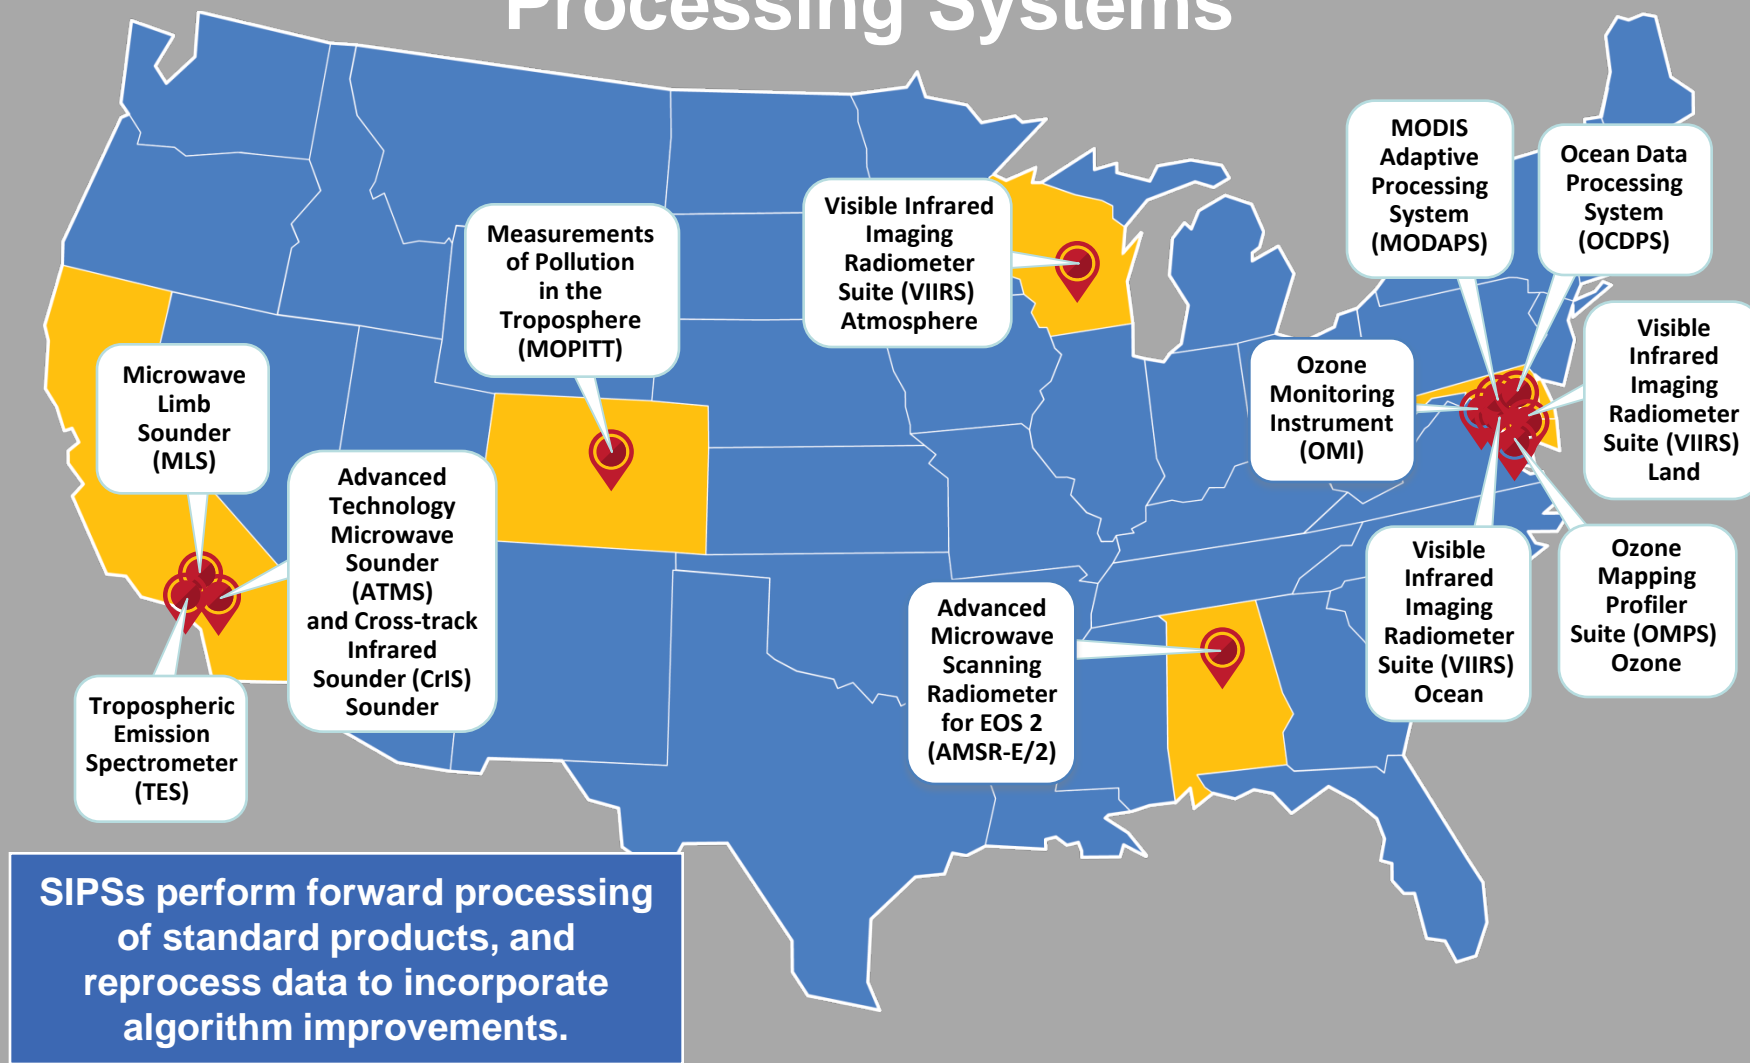 Processing Systems
MODIS
Adaptive
Processing
System
(MODAPS)
Ocean Data
Processing
System
(OCDPS)
Visible Infrared
Imaging
Radiometer
Suite (VIIRS)
Atmosphere
Measurements
of Pollution
in the
Troposphere
(MOPITT)
Visible
Infrared
Imaging
Radiometer
Suite (VIIRS)
Land
Microwave
Limb
Sounder
(MLS)
Ozone
Monitoring
Instrument
(OMI)
Advanced
Technology
Microwave
Sounder
(ATMS)
and Cross-track
Infrared
Sounder (CrIS)
Sounder
Visible
Infrared
Imaging
Radiometer
Suite (VIIRS)
Ocean
Ozone
Mapping
Profiler
Suite (OMPS)
Ozone
Advanced
Microwave
Scanning
Radiometer
for EOS 2
(AMSR-E/2)
Tropospheric
Emission
Spectrometer
(TES)
SIPSs perform forward processing
of standard products, and
reprocess data to incorporate
algorithm improvements.